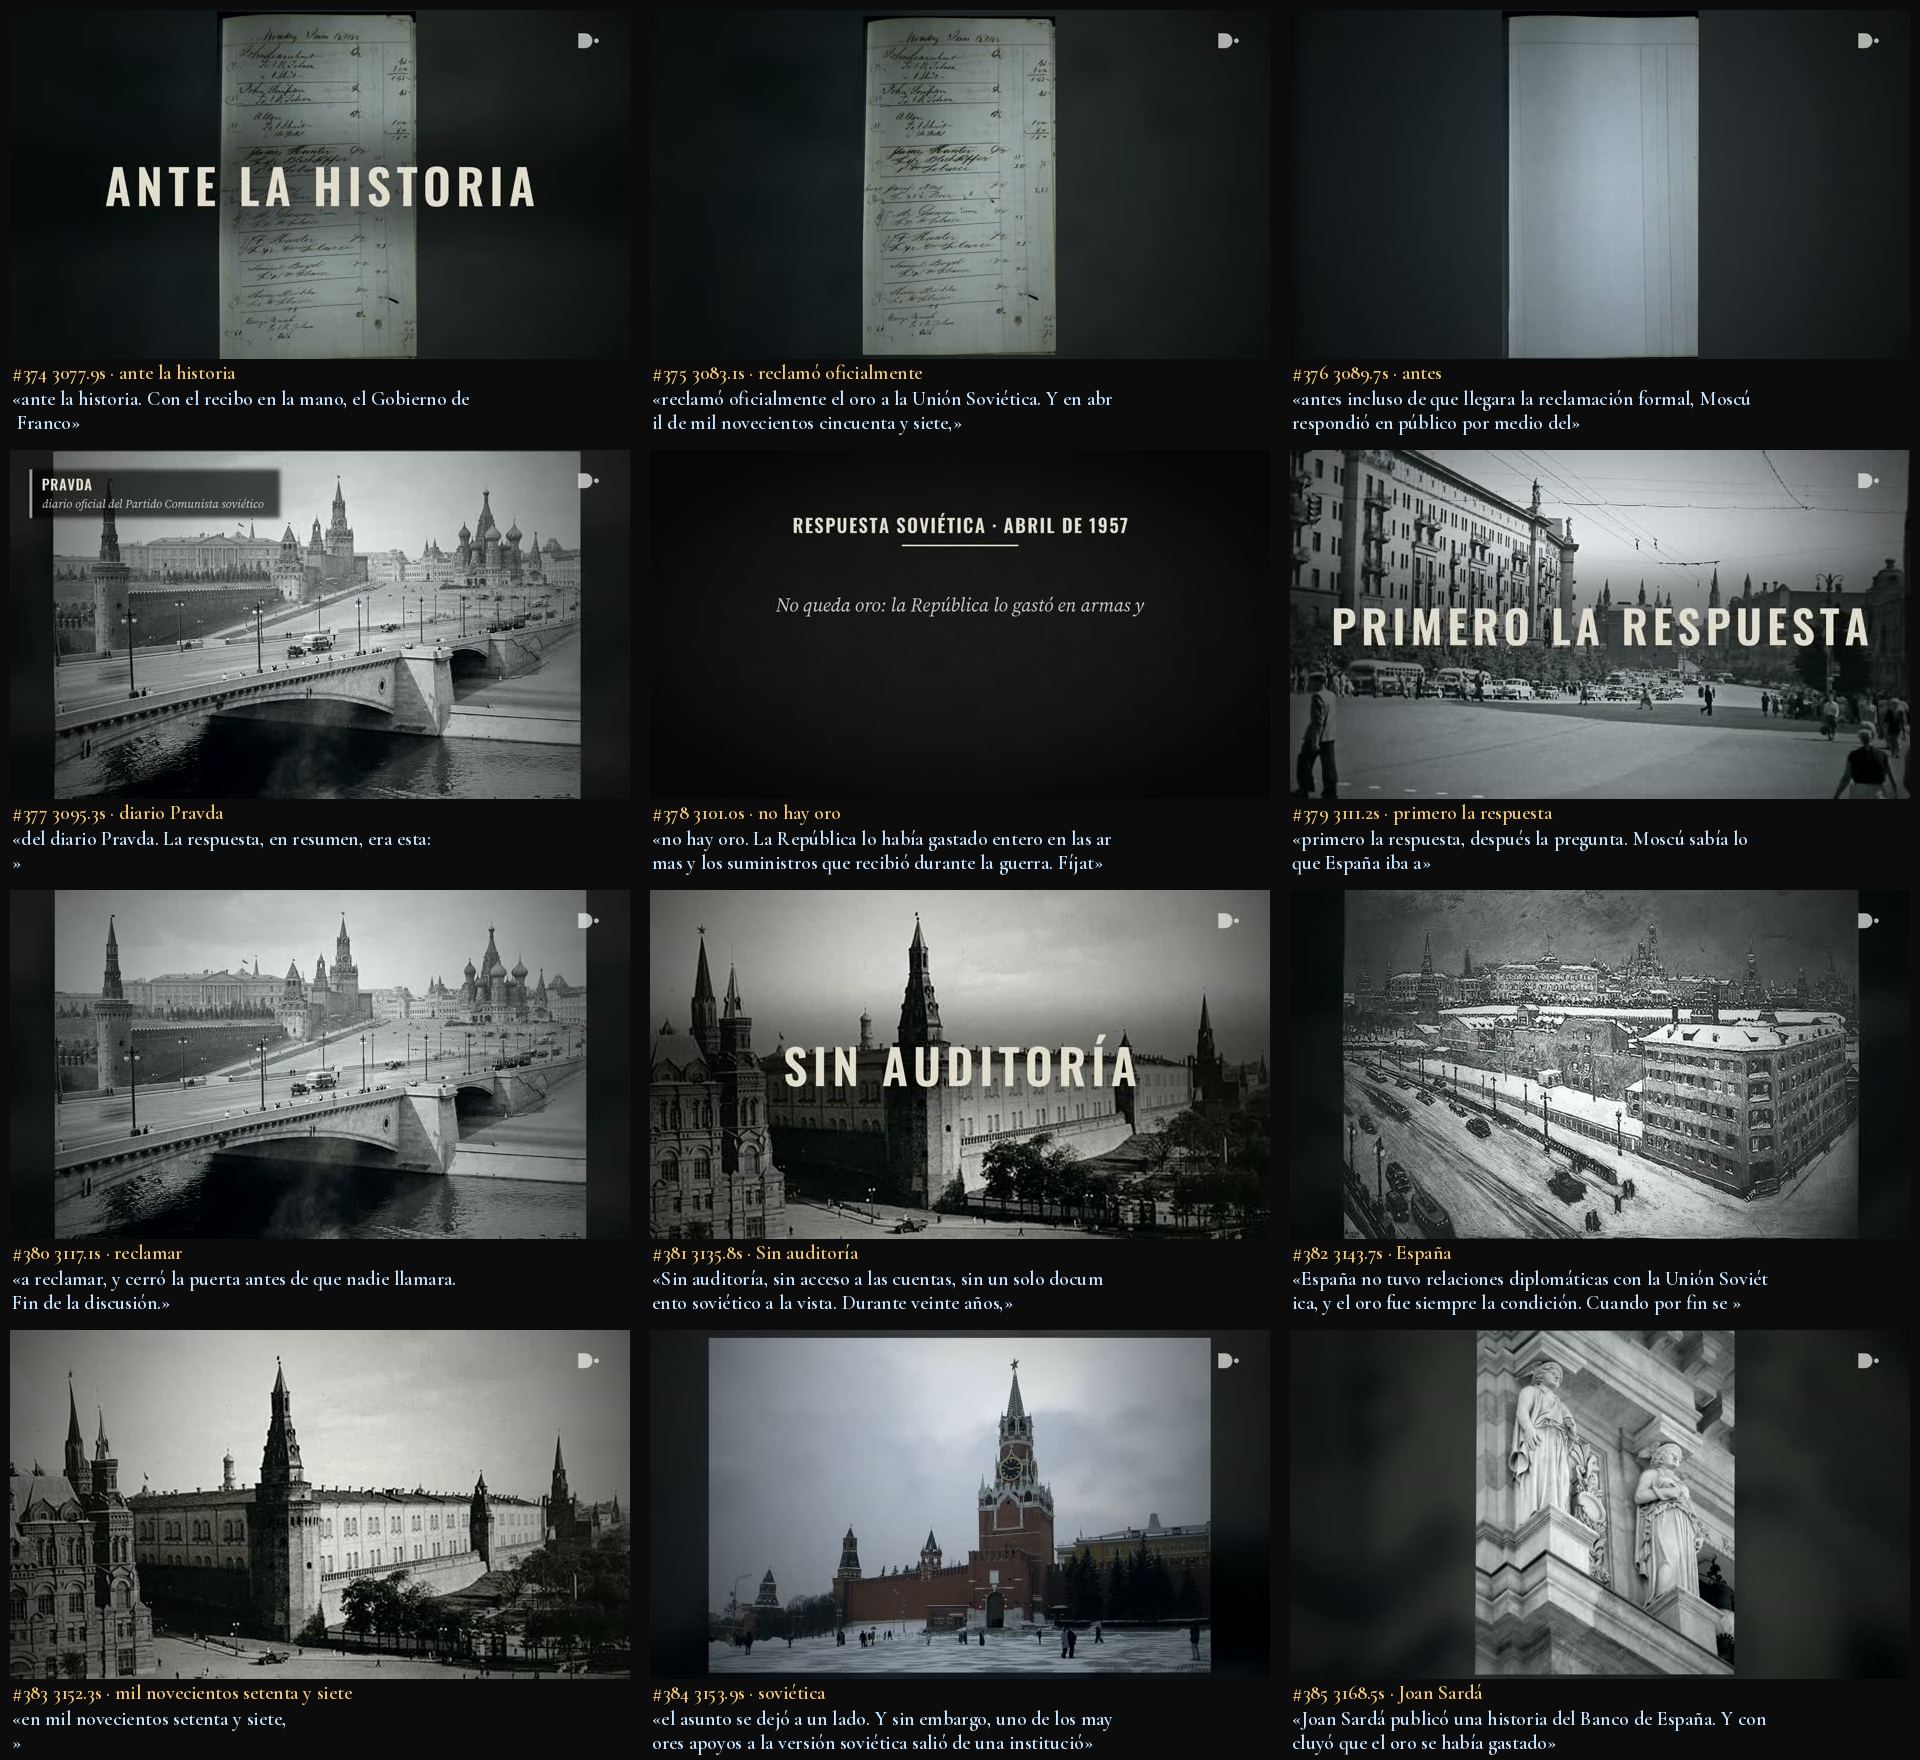 Monday June
ANTE LA HISTORIA
#374 3077.9s · ante la historia
«ante la historia. Con el recibo en la mano, el Gobierno de
Franco»
#375 3083.1s · reclamó oficialmente
«reclamó oficialmente el oro a la Unión Soviética. Y en abr
il de mil novecientos cincuenta y siete,»
#376 3089.7s · antes
«antes incluso de que llegara la reclamación formal, Moscú
respondió en público por medio del»
PRAVDA
diario oficial del Partido Comunista soviético
#377 3095.3s · diario Pravda
«del diario Pravda. La respuesta, en resumen, era esta:
»
RESPUESTA SOVIÉTICA · ABRIL DE 1957
No queda oro: la República lo gastó en armas y
#378 3101.0s · no hay oro
«no hay oro. La República lo había gastado entero en las ar
mas y los suministros que recibió durante la guerra. Fíjat»
PRIMERO LA RESPUESTA
#379 3111.2s · primero la respuesta
«primero la respuesta, después la pregunta. Moscú sabía lo
que España iba a»
#380 3117.1s · reclamar
«a reclamar, y cerró la puerta antes de que nadie llamara.
Fin de la discusión.»
SIN AUDITORÍA
#381 3135.8s · Sin auditoría
«Sin auditoría, sin acceso a las cuentas, sin un solo docum
ento soviético a la vista. Durante veinte años,»
#382 3143.7s · España
«España no tuvo relaciones diplomáticas con la Unión Soviét
ica, y el oro fue siempre la condición. Cuando por fin se »
#383 3152.3s · mil novecientos setenta y siete
«en mil novecientos setenta y siete,
»
#384 3153.9s · soviética
«el asunto se dejó a un lado. Y sin embargo, uno de los may
ores apoyos a la versión soviética salió de una institució»
#385 3168.5s · Joan Sardá
«Joan Sardá publicó una historia del Banco de España. Y con
cluyó que el oro se había gastado»